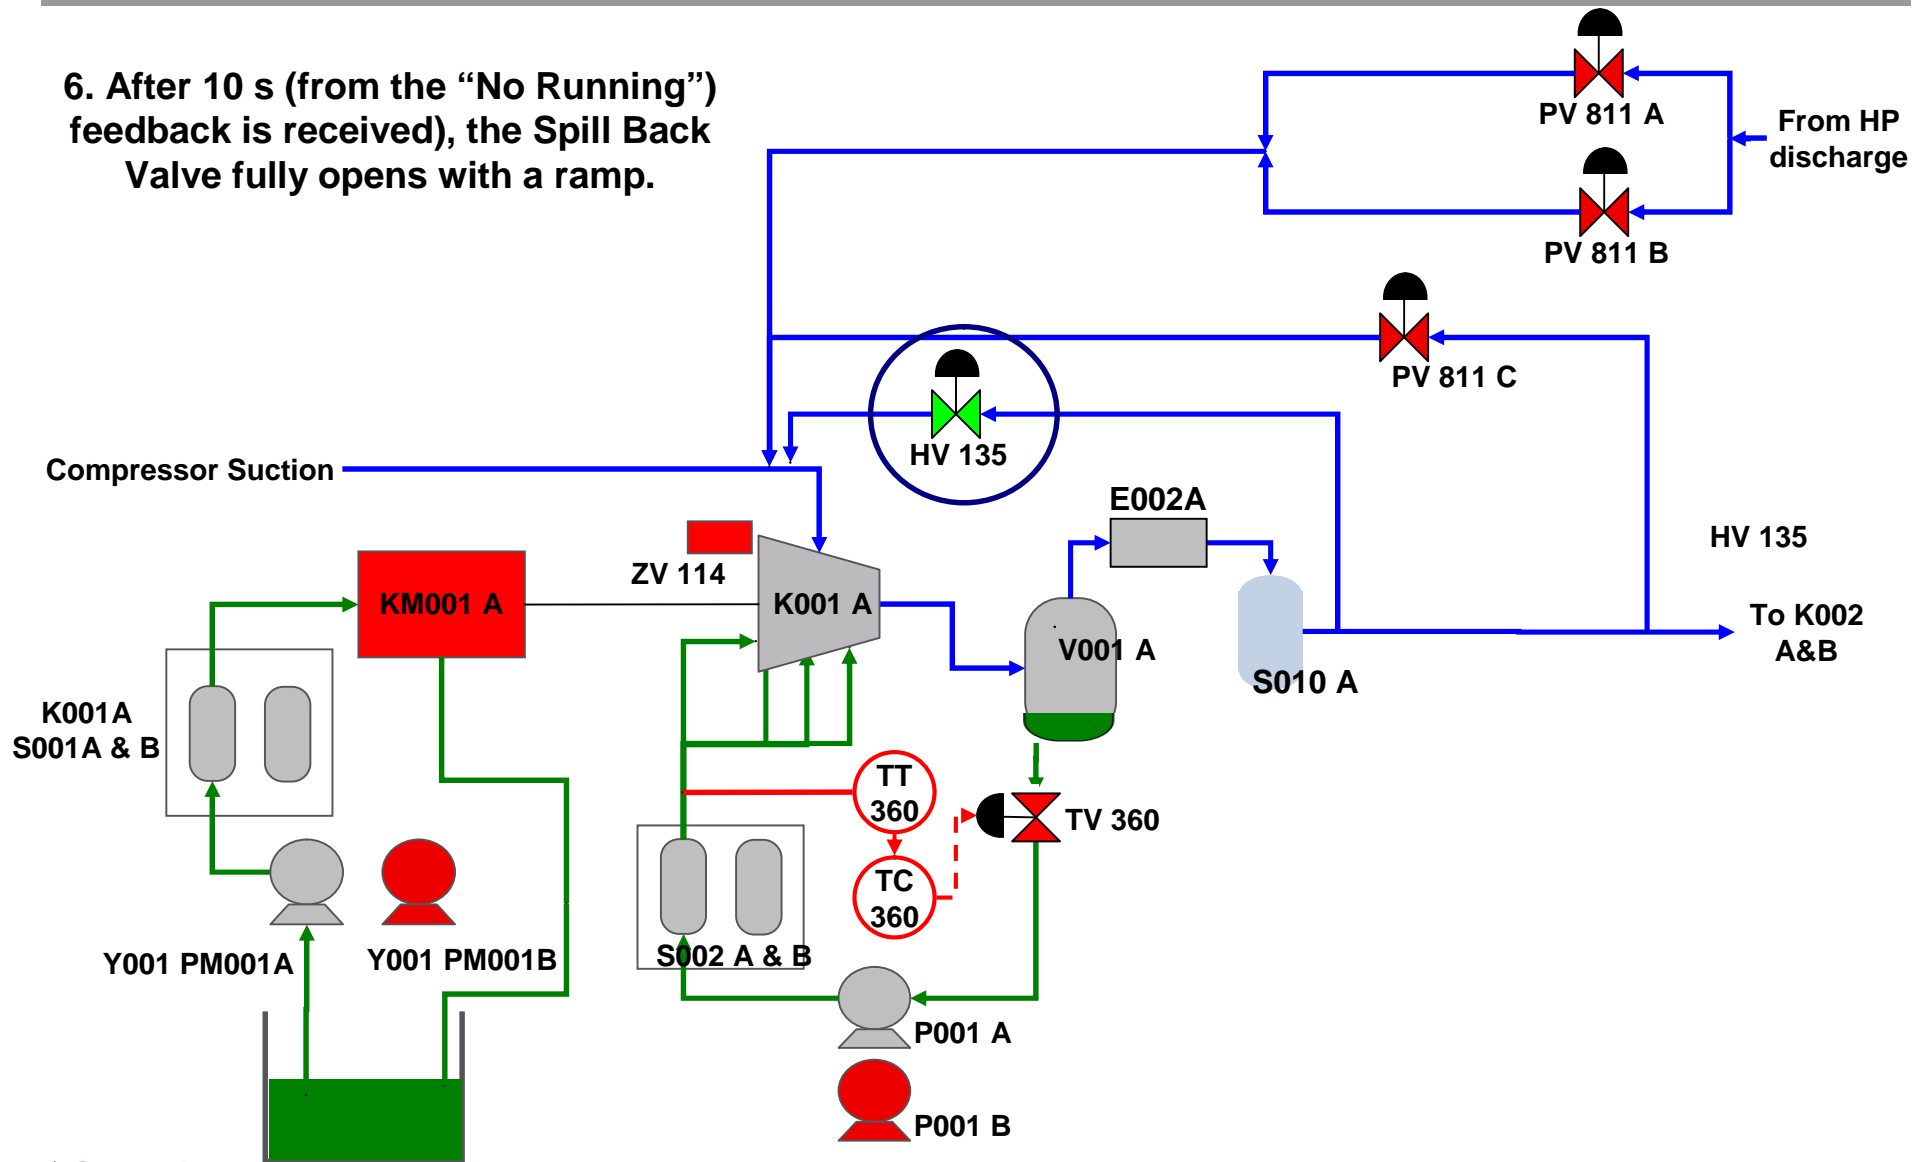 6. After 10 s (from the “No Running”)
feedback is received), the Spill Back
Valve fully opens with a ramp.
PV 811 A
From HP
discharge
PV 811 B
PV 811 C
HV 135
Compressor Suction
E002A
HV 135
ZV 114
KM001 A
K001 A
To K002
A&B
V001 A
S010 A
K001A
S001A & B
TT
360
TV 360
TC
360
S002 A & B
Y001 PM001A
Y001 PM001B
P001 A
P001 B